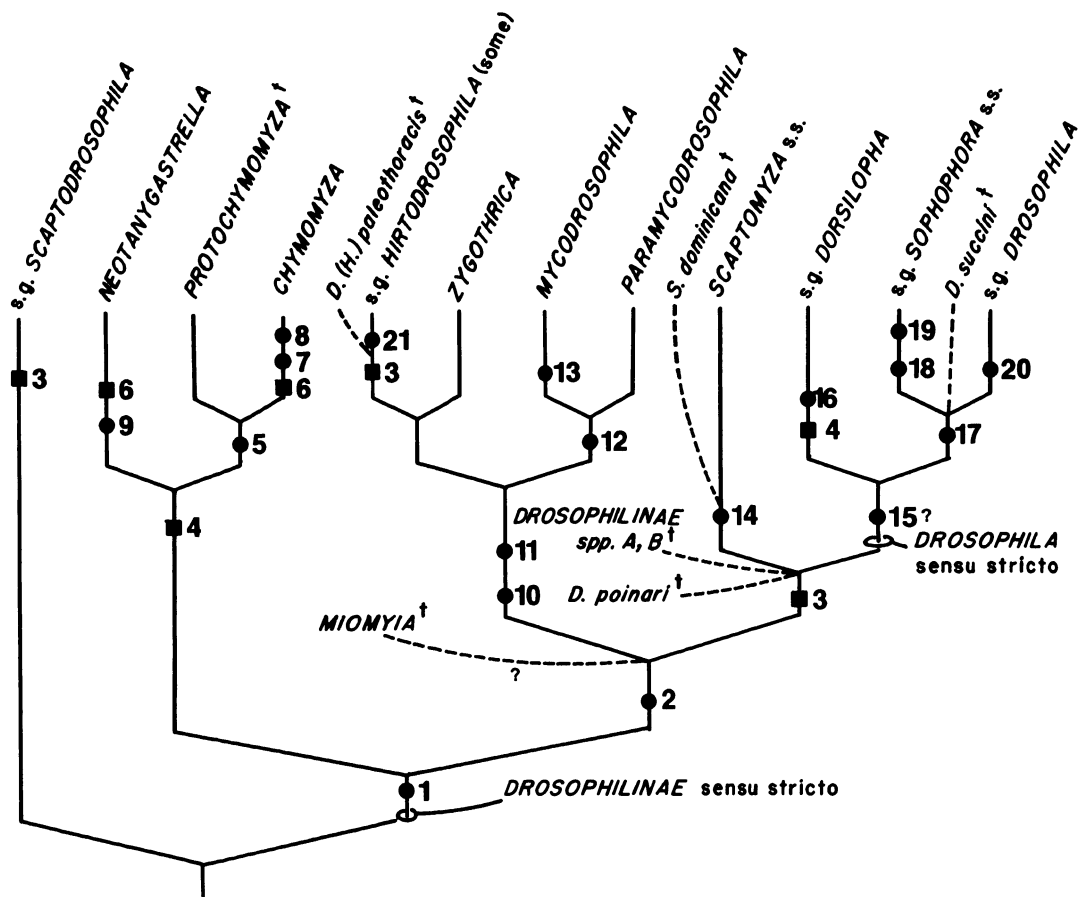 s.g. SCAPTODROSOPHILA
NEOTANYGASTRELLA
PROTOCHYMOMYZA †
CHYMOMYZA
D. (H.) paleothoracis †
s.g. HIRTODROSOPHILA (some)
ZYGOTHRICA
MYCODROSOPHILA
PARAMYCODROSOPHILA
S. dominicana †
SCAPTOMYZA s.s.
s.g. DORSILOPHA
s.g. SOPHOPHORA s.s.
D. succini †
s.g. DROSOPHILA
3
6
9
8
7
6
5
4
21
3
13
12
11
10
14
16
4
19
18
20
17
15 ?
DROSOPHILINAE
spp. A, B †
DROSOPHILA
sensu stricto
D. poinari †
3
MIOMYIA †
?
2
1
DROSOPHILINAE sensu stricto